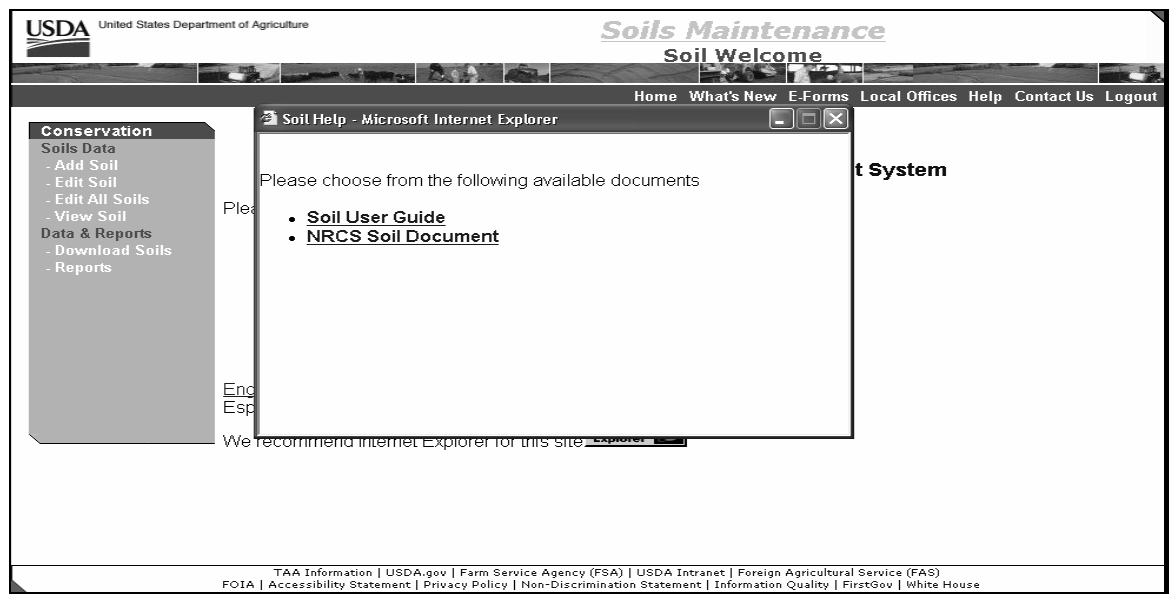 USDA United States Department of Agriculture
Soils Maintenance
Soil Welcome
Home What's New E-Forms Local Offices Help Contact Us Logout
Conservation
Soils Data
- Add Soil
- Edit Soil
- Edit All Soils
- View Soil
Data & Reports
- Download Soils
- Reports
Soil Help - Microsoft Internet Explorer
Please choose from the following available documents
• Soil User Guide
• NRCS Soil Document
t System
Plea
Eng
Esp
We recommend Internet Explorer for this site Explorer
TAA Information | USDA.gov | Farm Service Agency (FSA) | USDA Intranet | Foreign Agricultural Service (FAS)
FOIA | Accessibility Statement | Privacy Policy | Non-Discrimination Statement | Information Quality | FirstGov | White House